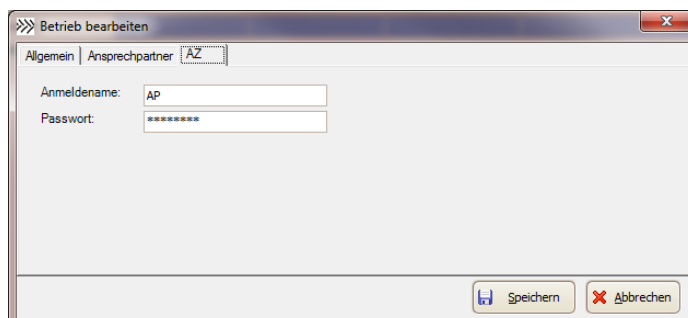 Betrieb bearbeiten
Allgemein Ansprechpartner AZ
Anmeldename: AP
Passwort: ********
Speichern Abbrechen